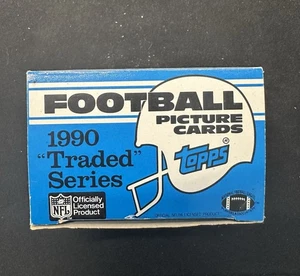 FOOTBALL
PICTURE
CARDS
1990
"Traded"
Series
topps
NFL
Officially
Licensed
Product